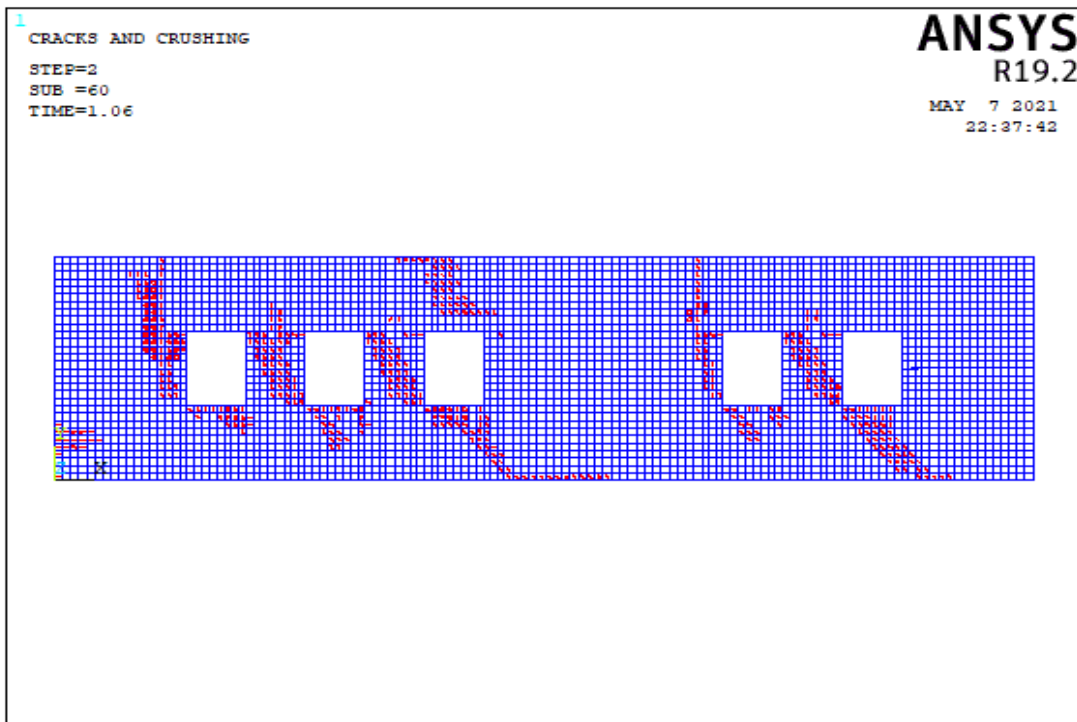 1
CRACKS AND CRUSHING
STEP=2
SUB =60
TIME=1.06
ANSYS
R19.2
MAY 7 2021
22:37:42
X